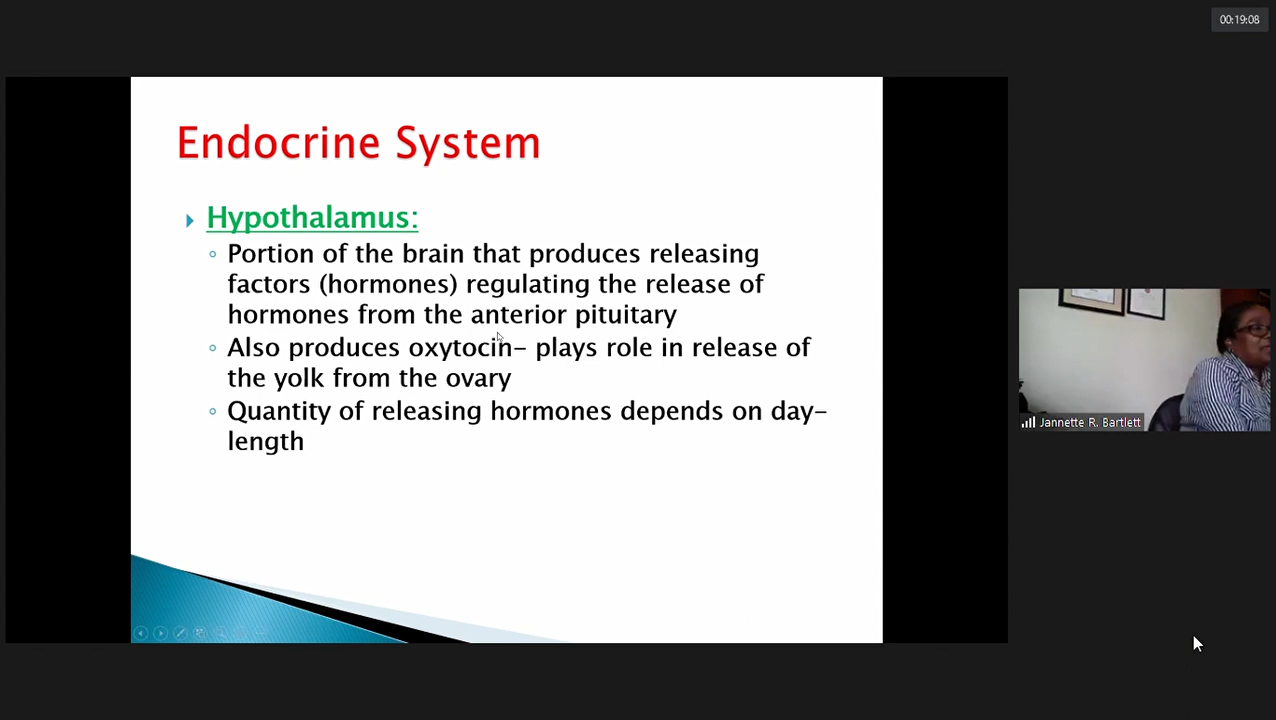 00:19:08
Endocrine System
Hypothalamus:
Portion of the brain that produces releasing
factors (hormones) regulating the release of
hormones from the anterior pituitary
Also produces oxytocin– plays role in release of
the yolk from the ovary
Quantity of releasing hormones depends on day–
length
Jannette R. Bartlett